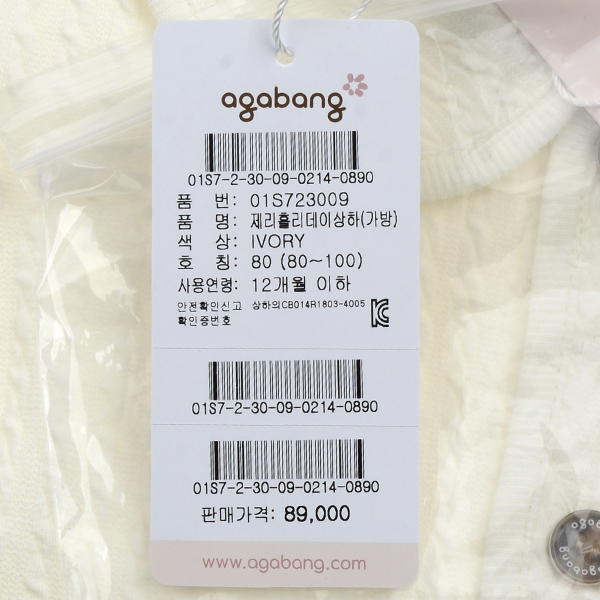 agabang
01S7-2-30-09-0214-0890
품 번: 01S723009
품 명: 제리홀리데이상하(가방)
색 상: IVORY
호 칭: 80 (80~100)
사용연령: 12개월 이하
안전확인신고 상하의CB014R1803-4005
확인증번호
01S7-2-30-09-0214-0890
01S7-2-30-09-0214-0890
판매가격: 89,000
www.agabang.com
agabang
agabang